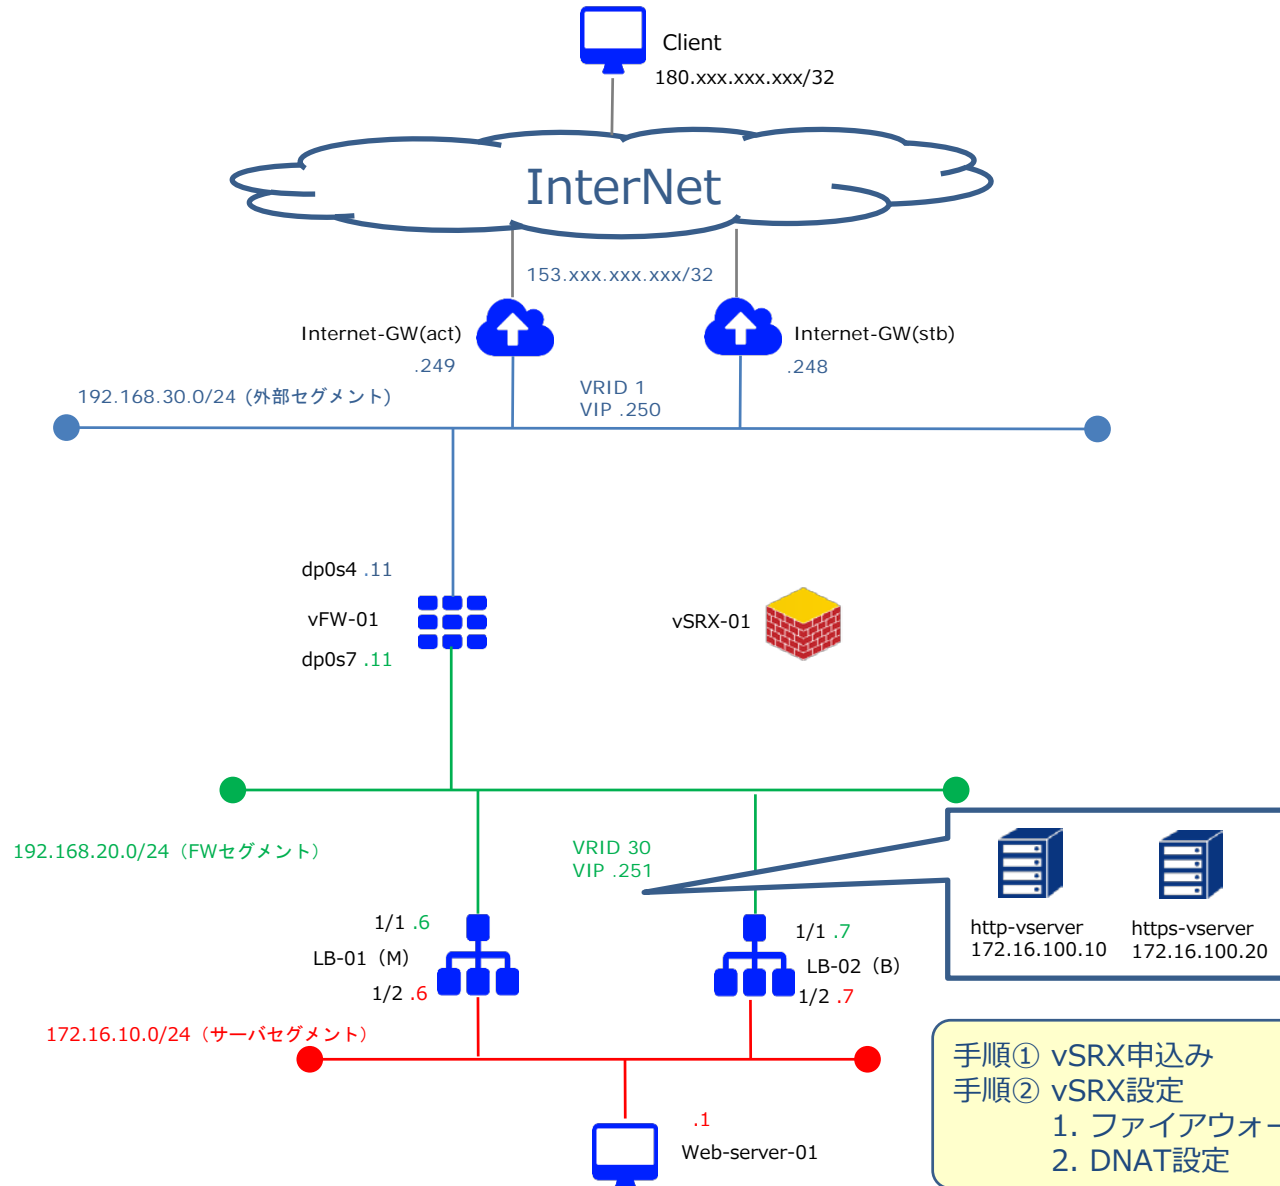 Client
180.xxx.xxx.xxx/32
InterNet
153.xxx.xxx.xxx/32
Internet-GW(act)
.249
Internet-GW(stb)
.248
192.168.30.0/24 (外部セグメント)
VRID 1
VIP .250
dp0s4 .11
vFW-01
dp0s7 .11
vSRX-01
192.168.20.0/24（FWセグメント）
VRID 30
VIP .251
1/1 .6
LB-01（M）
1/2 .6
1/1 .7
LB-02（B）
1/2 .7
http-vserver
172.16.100.10
https-vserver
172.16.100.20
172.16.10.0/24（サーバセグメント）
.1
Web-server-01
手順① vSRX申込み
手順② vSRX設定
1. ファイアウォー
2. DNAT設定